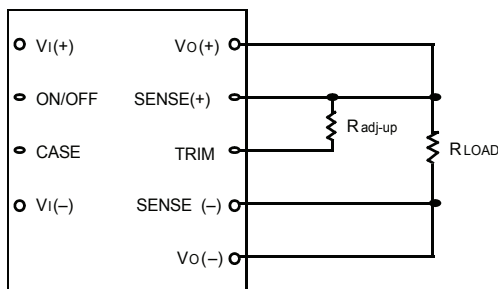 VI(+) VO(+)
ON/OFF SENSE(+)
Radj-up
CASE TRIM
RLOAD
VI(–) SENSE (–)
VO(–)